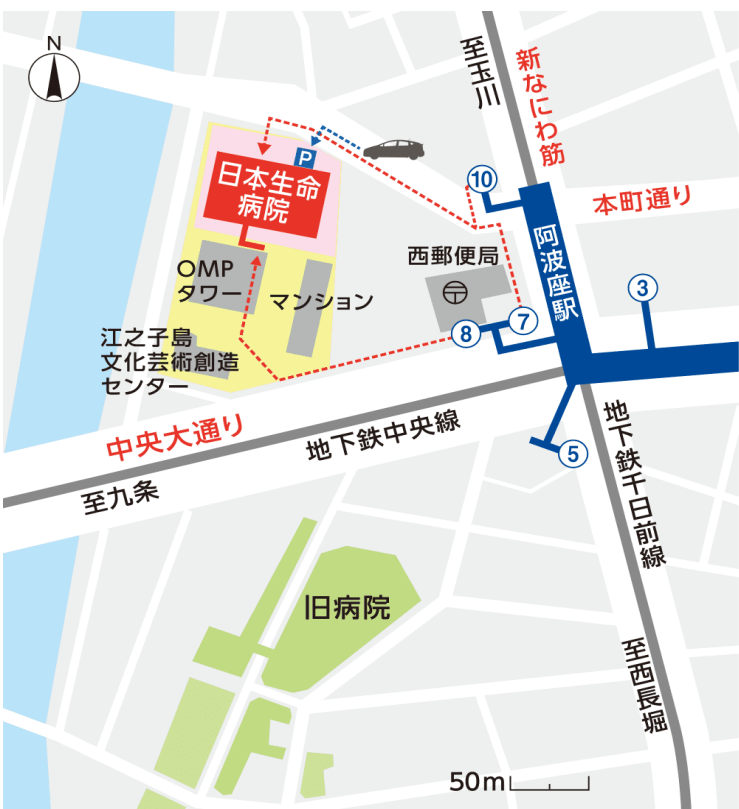 N
至玉川
新なにわ筋
P
⑩
日本生命
病院
本町通り
阿波座駅
西郵便局
〒
OMP
タワー
マンション
③
⑦
⑧
江之子島
文化芸術創造
センター
中央大通り
地下鉄中央線
⑤
地下鉄千日前線
至九条
旧病院
至西長堀
50m